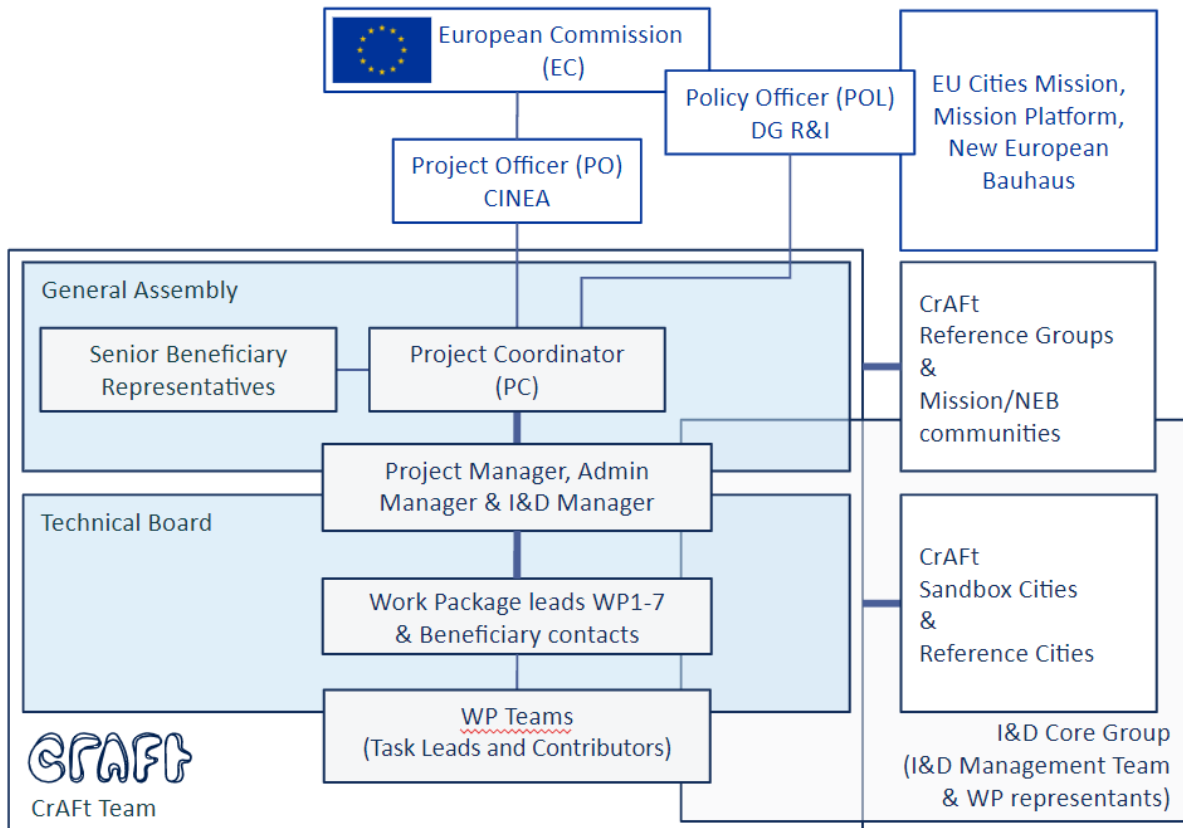 European Commission
(EC)
Policy Officer (POL)
DG R&I
EU Cities Mission,
Mission Platform,
New European
Bauhaus
Project Officer (PO)
CINEA
General Assembly
Senior Beneficiary
Representatives
Project Coordinator
(PC)
CrAFt
Reference Groups
&
Mission/NEB
communities
Project Manager, Admin
Manager & I&D Manager
Technical Board
Work Package leads WP1-7
& Beneficiary contacts
CrAFt
Sandbox Cities
&
Reference Cities
WP Teams
(Task Leads and Contributors)
CrAFt
CrAFt Team
I&D Core Group
(I&D Management Team
& WP representants)